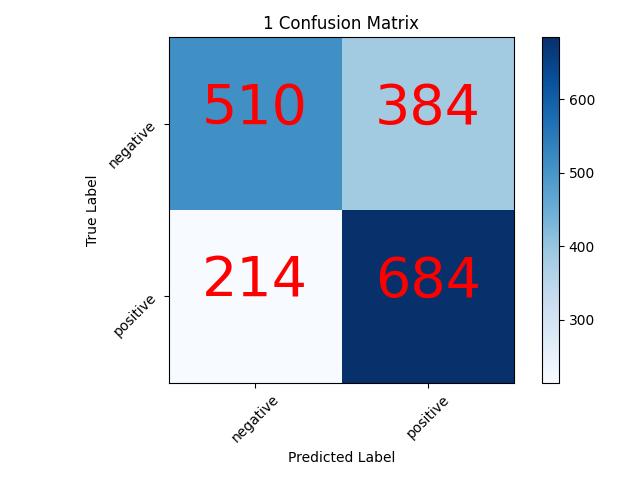 1 Confusion Matrix
510 384
214 684
True Label
negative
positive
negative positive
Predicted Label
600
500
400
300